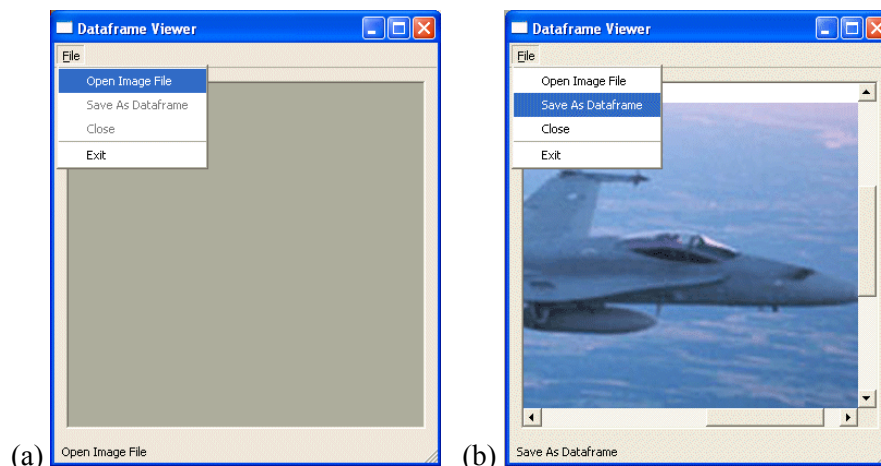 Dataframe Viewer
File
Open Image File
Save As Dataframe
Close
Exit
Open Image File
(a)
Dataframe Viewer
File
Open Image File
Save As Dataframe
Close
Exit
Save As Dataframe
(b)